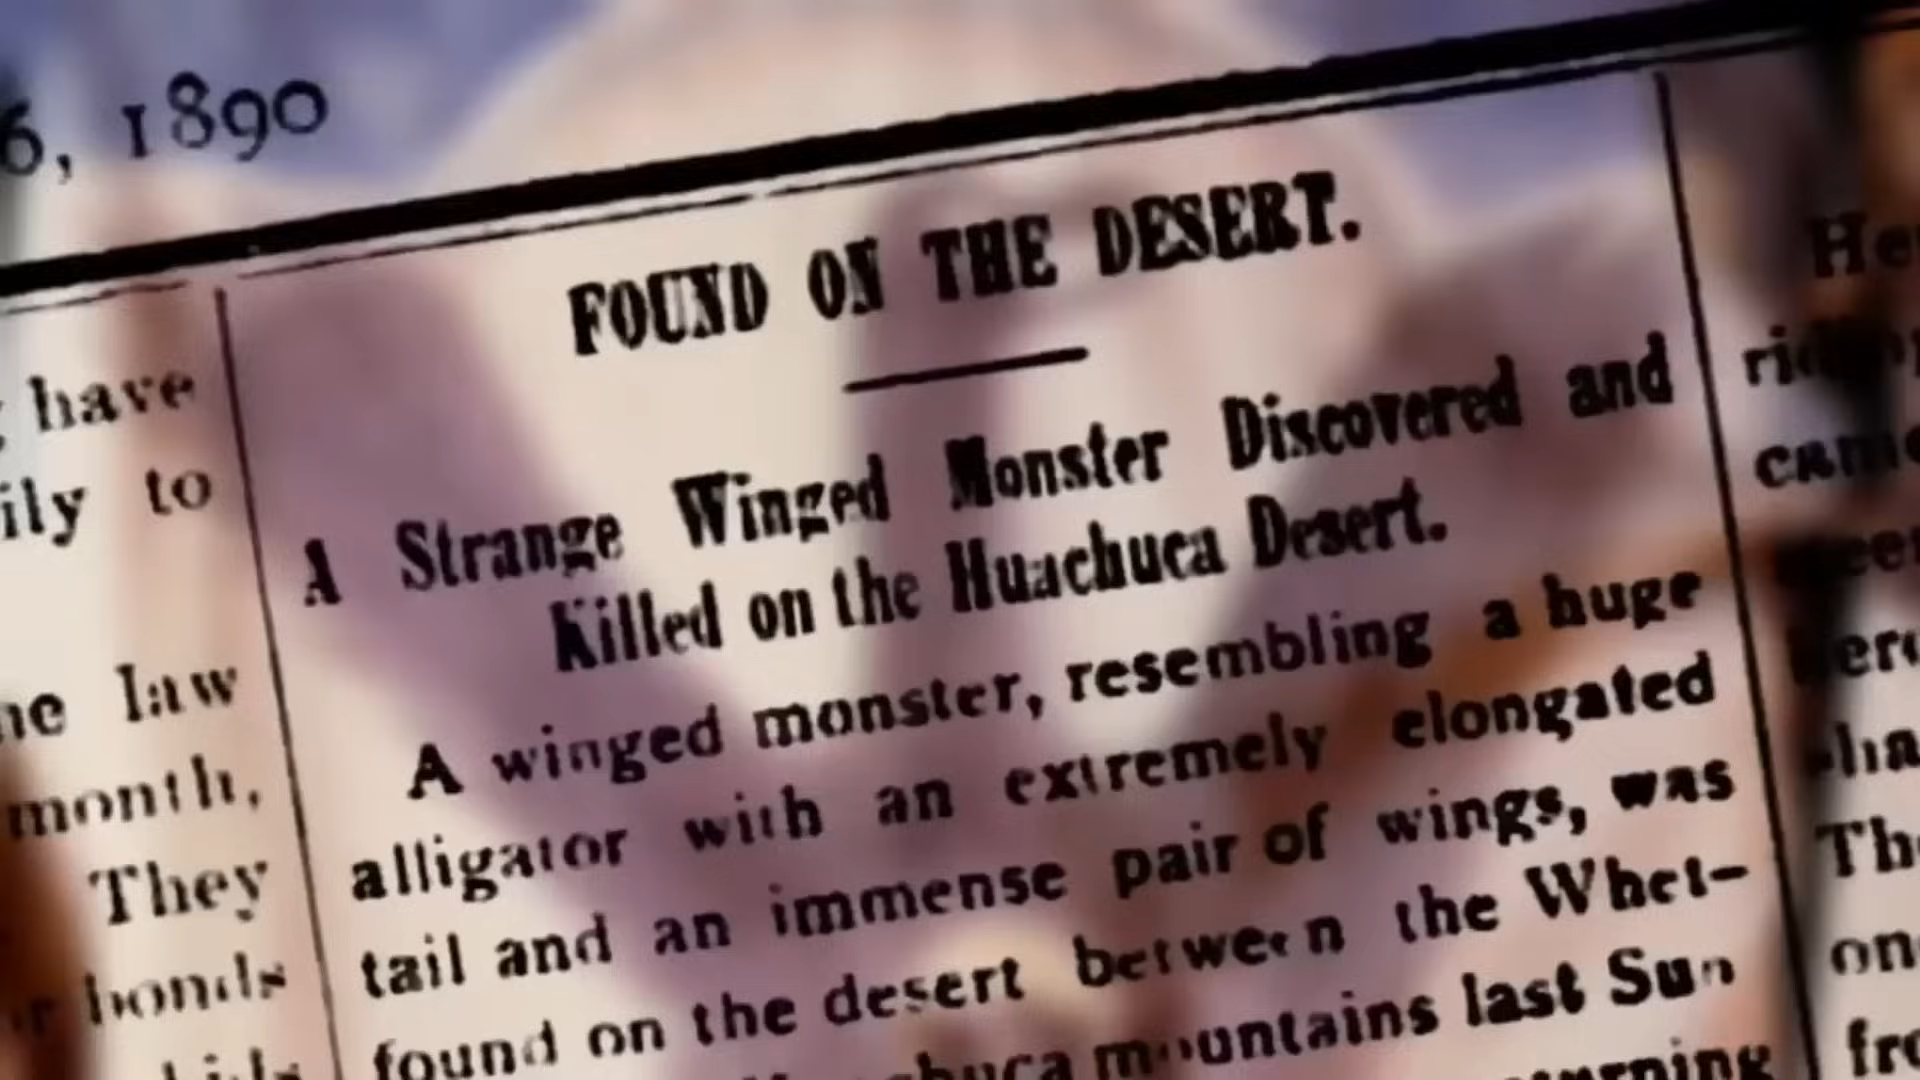 6, 1890
FOUND ON THE DESERT.
A Strange Winged Monster Discovered and
Killed on the Huachuca Desert.
A winged monster, resembling a huge
alligator with an extremely elongated
tail and an immense pair of wings, was
found on the desert between the Whet-
mountains last Sun
have
to
law
month,
They
bonds
The